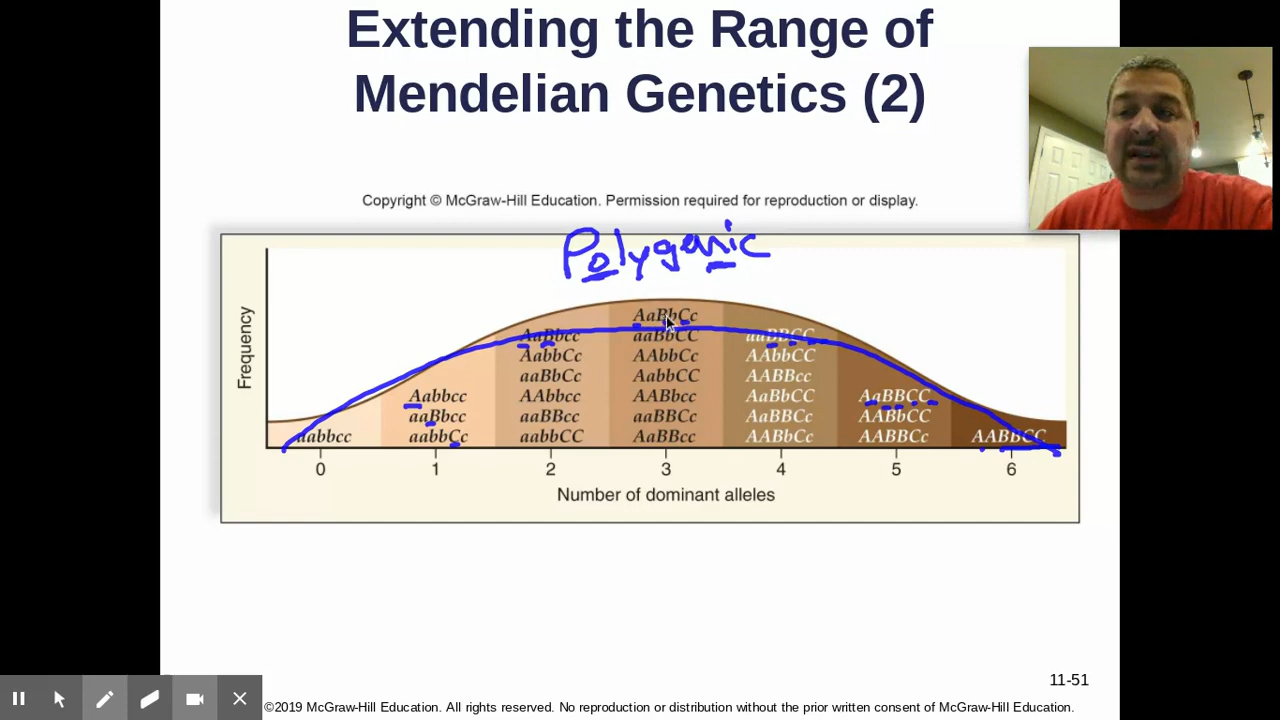 Extending the Range of
Mendelian Genetics (2)
Copyright © McGraw-Hill Education. Permission required for reproduction or display.
Polygenic
Frequency
AaBbCc
AaBbcc aaBbCC aaBBCC
AabbCc AAbbCc AAbbCC
aaBbCc AabbCC AABBcc
Aabbcc AAbbcc AABbcc AaBbCC AaBBCC
aaBbcc aaBBcc aaBBCc AaBBCc AABbCC
aabbcc aabbCc aabbCC AaBBcc AABbCc AABBCc AABBCC
0 1 2 3 4 5 6
Number of dominant alleles
11-51
©2019 McGraw-Hill Education. All rights reserved. No reproduction or distribution without the prior written consent of McGraw-Hill Education.